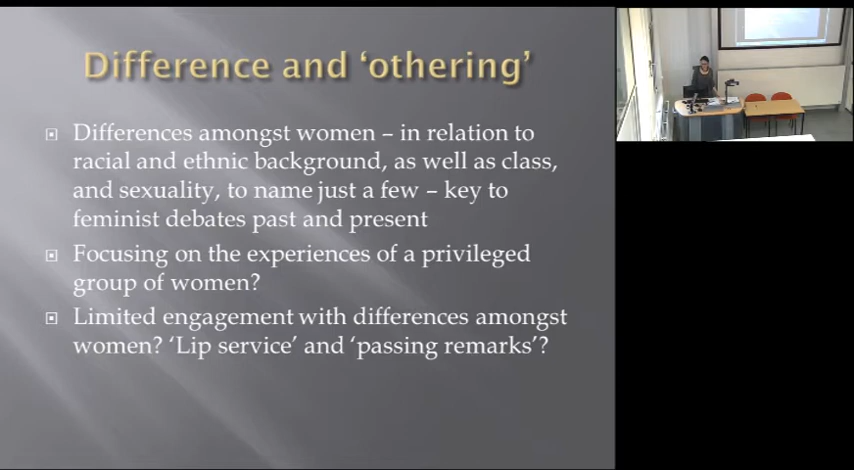 Difference and ‘othering’
Differences amongst women – in relation to
racial and ethnic background, as well as class,
and sexuality, to name just a few – key to
feminist debates past and present
Focusing on the experiences of a privileged
group of women?
Limited engagement with differences amongst
women? ‘Lip service’ and ‘passing remarks’?